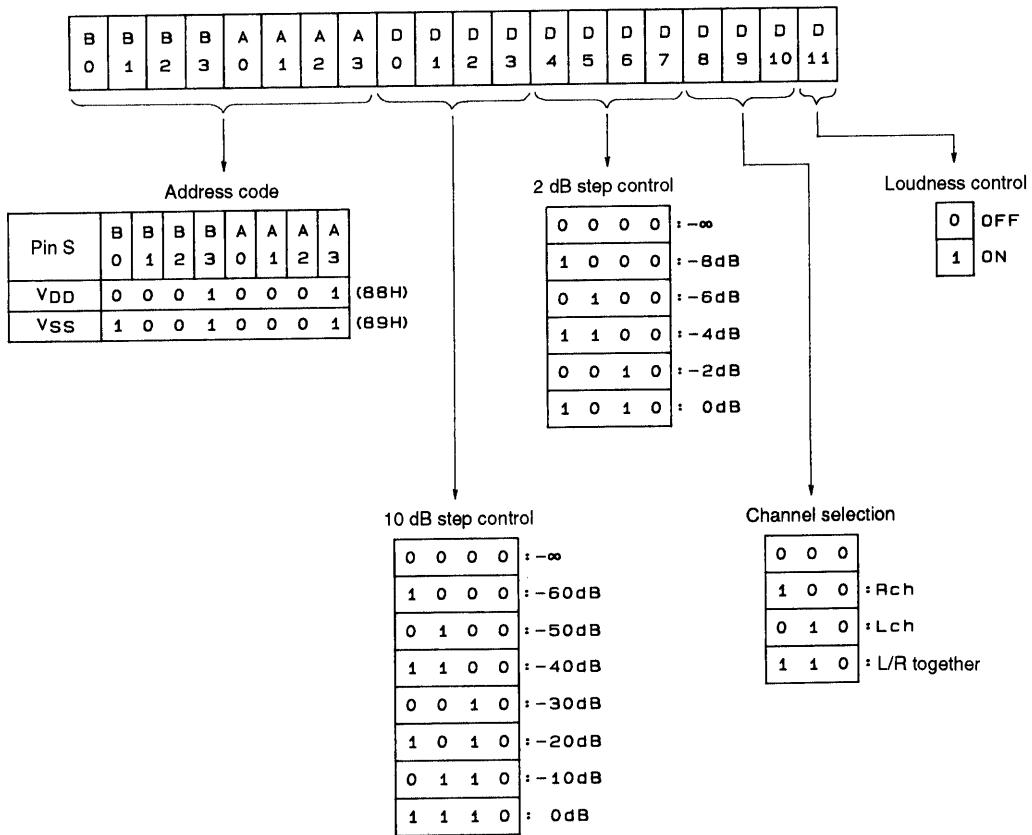 B B B B A A A A D D D D D D D D D D D D
0 1 2 3 0 1 2 3 0 1 2 3 4 5 6 7 8 9 10 11
Address code
Pin S B B B B A A A A
0 1 2 3 0 1 2 3
VDD 0 0 0 1 0 0 0 1 (88H)
VSS 1 0 0 1 0 0 0 1 (89H)
2 dB step control
0 0 0 0 : -∞
1 0 0 0 : -8dB
0 1 0 0 : -6dB
1 1 0 0 : -4dB
0 0 1 0 : -2dB
1 0 1 0 : 0dB
Loudness control
0 OFF
1 ON
10 dB step control
0 0 0 0 : -∞
1 0 0 0 : -60dB
0 1 0 0 : -50dB
1 1 0 0 : -40dB
0 0 1 0 : -30dB
1 0 1 0 : -20dB
0 1 1 0 : -10dB
1 1 1 0 : 0dB
Channel selection
0 0 0
1 0 0 : Rch
0 1 0 : Lch
1 1 0 : L/R together